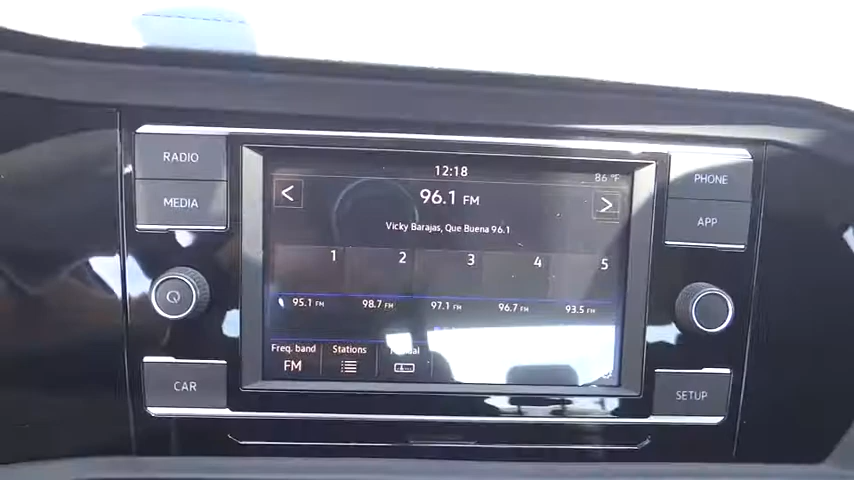 RADIO
MEDIA
CAR
12:18
86 °F
96.1 FM
Vicky Barajas, Que Buena 96.1
1 2 3 4 5
95.1 FM 98.7 FM 97.1 FM 96.7 FM 93.5 FM
Freq. band Stations Manual
FM
PHONE
APP
SETUP